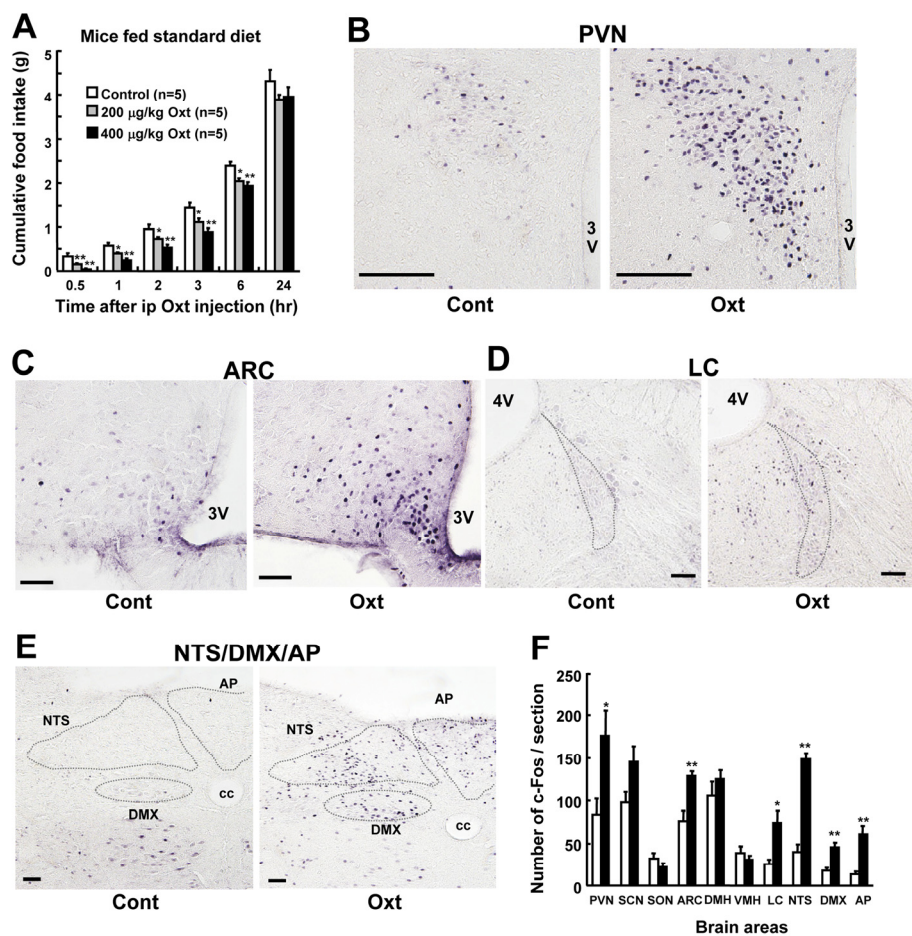 A
Mice fed standard diet
Cumulative food intake (g)
5
4
3
2
1
0
Control (n=5)
200 μg/kg Oxt (n=5)
400 μg/kg Oxt (n=5)
** **
* **
* **
* **
* **
0.5 1 2 3 6 24
Time after ip Oxt injection (hr)
B
PVN
3
V
3
V
Cont Oxt
C
ARC
3V 3V
Cont Oxt
D
LC
4V 4V
Cont Oxt
E
NTS/DMX/AP
AP
NTS
cc
DMX
AP
NTS
DMX
cc
Cont Oxt
F
Number of c-Fos / section
250
200
150
100
50
0
* ** * ** ** **
PVN SCN SON ARC DMH VMH LC NTS DMX AP
Brain areas